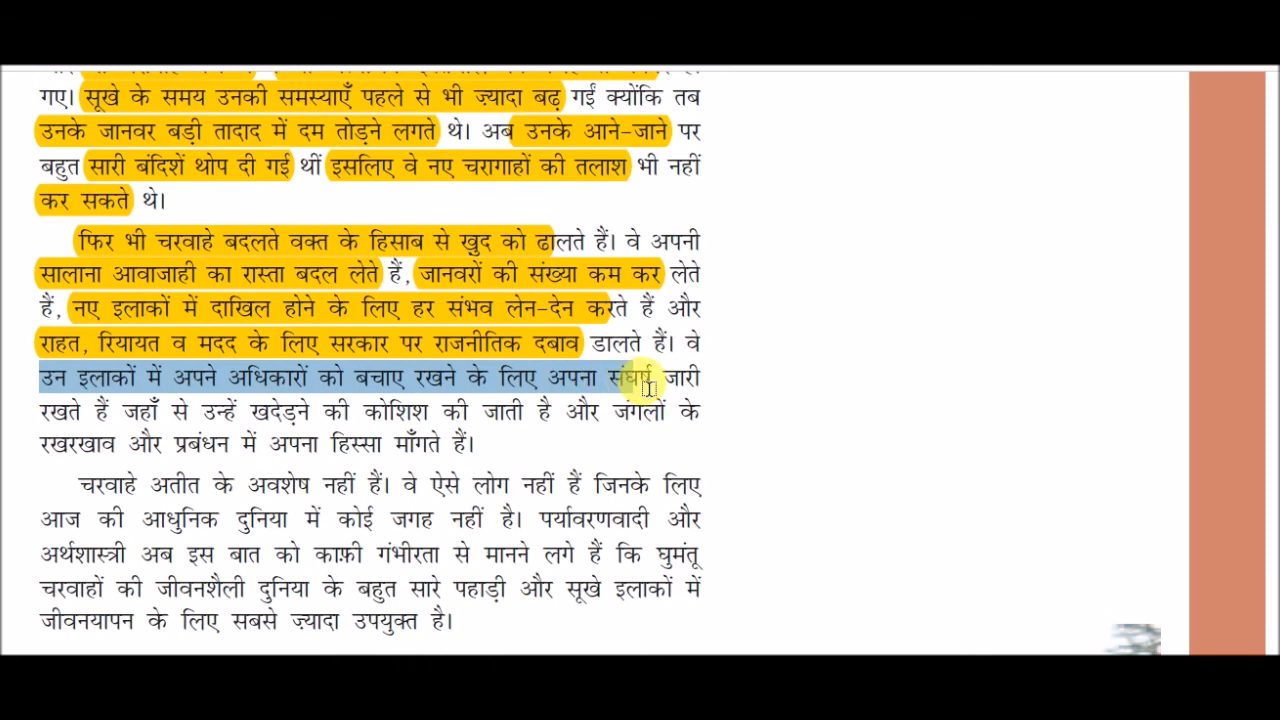 गए। सूखे के समय उनकी समस्याएँ पहले से भी ज़्यादा बढ़ गईं क्योंकि तब
उनके जानवर बड़ी तादाद में दम तोड़ने लगते थे। अब उनके आने-जाने पर
बहुत सारी बंदिशें थोप दी गई थीं इसलिए वे नए चरागाहों की तलाश भी नहीं
कर सकते थे।
फिर भी चरवाहे बदलते वक्त के हिसाब से खुद को ढालते हैं। वे अपनी
सालाना आवाजाही का रास्ता बदल लेते हैं, जानवरों की संख्या कम कर लेते
हैं, नए इलाकों में दाखिल होने के लिए हर संभव लेन-देन करते हैं और
राहत, रियायत व मदद के लिए सरकार पर राजनीतिक दबाव डालते हैं। वे
उन इलाकों में अपने अधिकारों को बचाए रखने के लिए अपना संघर्ष जारी
रखते हैं जहाँ से उन्हें खदेड़ने की कोशिश की जाती है और जंगलों के
रखरखाव और प्रबंधन में अपना हिस्सा माँगते हैं।
चरवाहे अतीत के अवशेष नहीं हैं। वे ऐसे लोग नहीं हैं जिनके लिए
आज की आधुनिक दुनिया में कोई जगह नहीं है। पर्यावरणवादी और
अर्थशास्त्री अब इस बात को काफ़ी गंभीरता से मानने लगे हैं कि घुमंतू
चरवाहों की जीवनशैली दुनिया के बहुत सारे पहाड़ी और सूखे इलाकों में
जीवनयापन के लिए सबसे ज़्यादा उपयुक्त है।